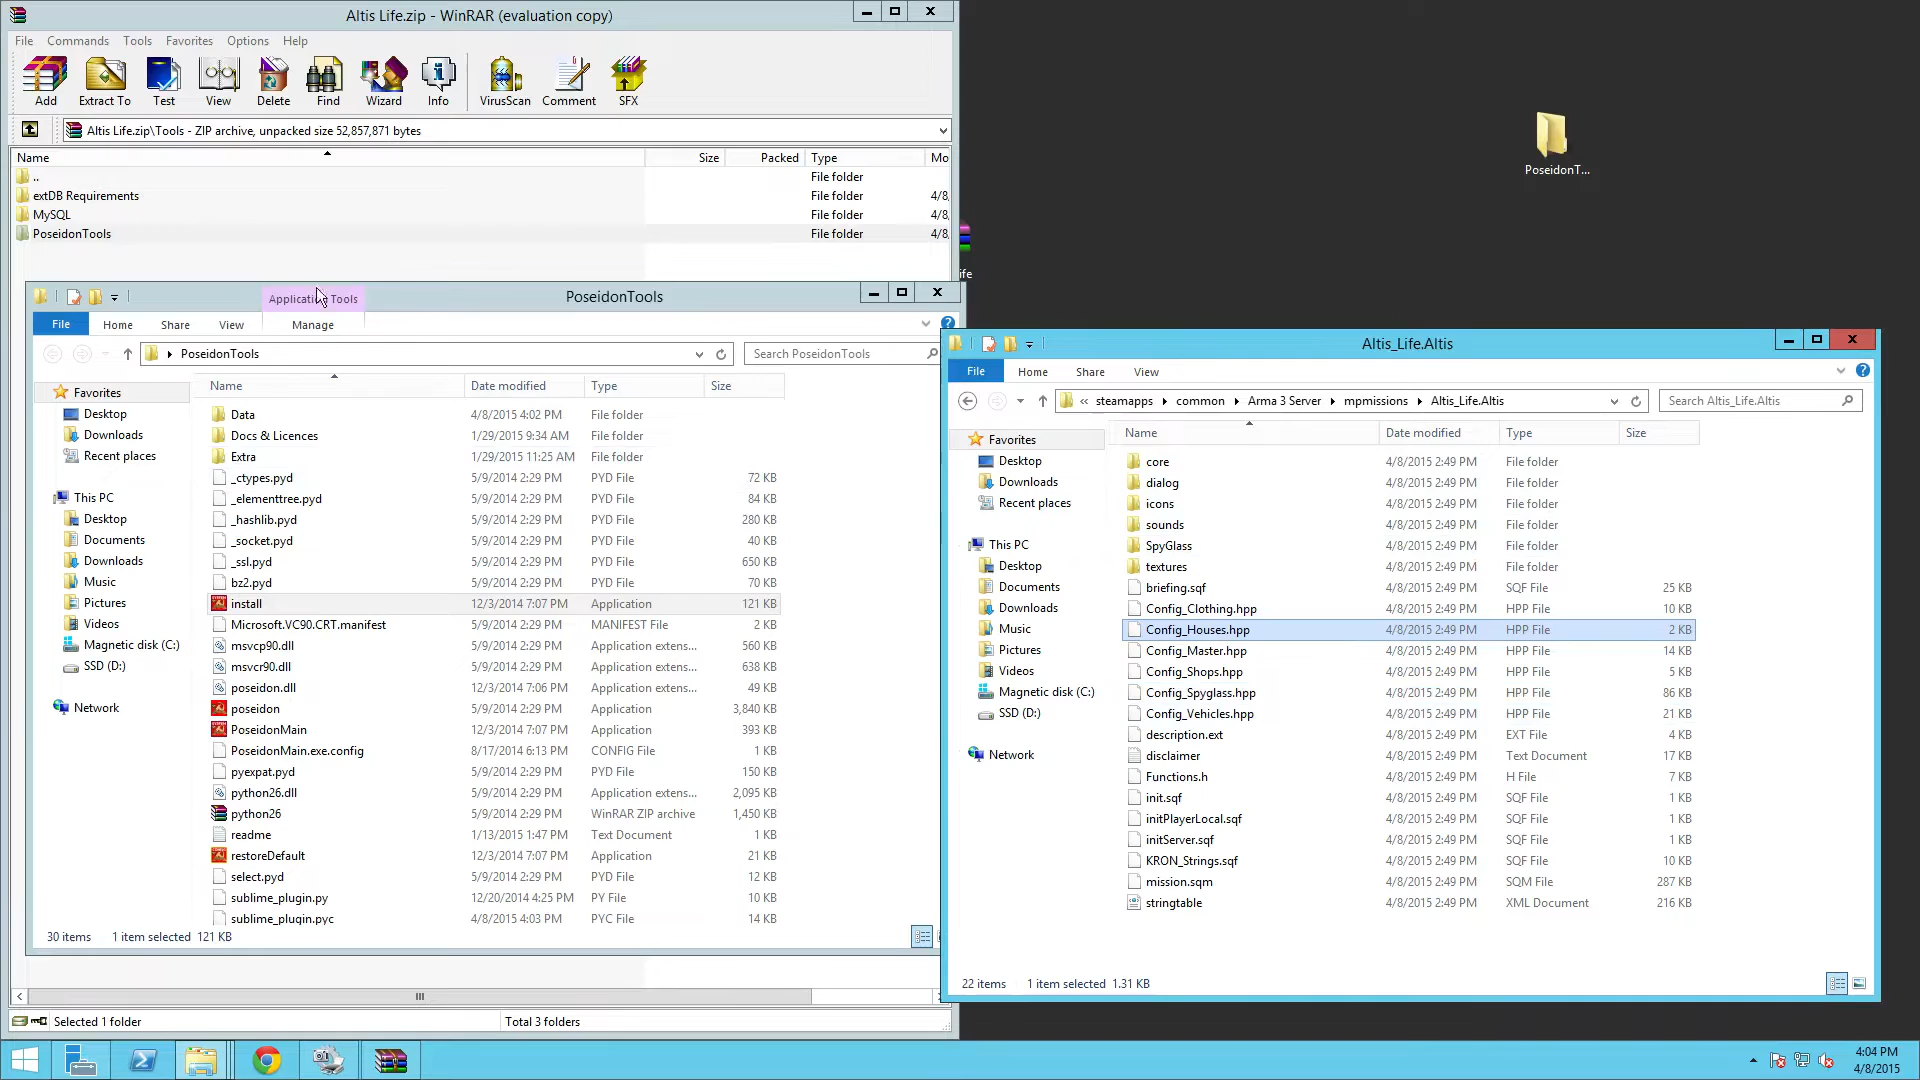 Altis Life.zip - WinRAR (evaluation copy)
File Commands Tools Favorites Options Help
Add Extract To Test View Delete Find Wizard Info VirusScan Comment SFX
Altis Life.zip\Tools - ZIP archive, unpacked size 52,857,871 bytes
Name Size Packed Type Mo
.. File folder
extDB Requirements File folder 4/8,
MySQL File folder 4/8,
PoseidonTools File folder 4/8,
PoseidonT...
ife
Application Tools PoseidonTools
File Home Share View Manage
PoseidonTools Search PoseidonTools
Name Date modified Type Size
Favorites
Desktop
Downloads
Recent places
This PC
Desktop
Documents
Downloads
Music
Pictures
Videos
Magnetic disk (C:)
SSD (D:)
Network
Data 4/8/2015 4:02 PM File folder
Docs & Licences 1/29/2015 9:34 AM File folder
Extra 1/29/2015 11:25 AM File folder
_ctypes.pyd 5/9/2014 2:29 PM PYD File 72 KB
_elementtree.pyd 5/9/2014 2:29 PM PYD File 84 KB
_hashlib.pyd 5/9/2014 2:29 PM PYD File 280 KB
_socket.pyd 5/9/2014 2:29 PM PYD File 40 KB
_ssl.pyd 5/9/2014 2:29 PM PYD File 650 KB
bz2.pyd 5/9/2014 2:29 PM PYD File 70 KB
install 12/3/2014 7:07 PM Application 121 KB
Microsoft.VC90.CRT.manifest 5/9/2014 2:29 PM MANIFEST File 2 KB
msvcp90.dll 5/9/2014 2:29 PM Application extens... 560 KB
msvcr90.dll 5/9/2014 2:29 PM Application extens... 638 KB
poseidon.dll 12/3/2014 7:06 PM Application extens... 49 KB
poseidon 5/9/2014 2:29 PM Application 3,840 KB
PoseidonMain 12/3/2014 7:07 PM Application 393 KB
PoseidonMain.exe.config 8/17/2014 6:13 PM CONFIG File 1 KB
pyexpat.pyd 5/9/2014 2:29 PM PYD File 150 KB
python26.dll 5/9/2014 2:29 PM Application extens... 2,095 KB
python26 5/9/2014 2:29 PM WinRAR ZIP archive 1,450 KB
readme 1/13/2015 1:47 PM Text Document 1 KB
restoreDefault 12/3/2014 7:07 PM Application 21 KB
select.pyd 5/9/2014 2:29 PM PYD File 12 KB
sublime_plugin.py 12/20/2014 4:25 PM PY File 10 KB
sublime_plugin.pyc 4/8/2015 4:03 PM PYC File 14 KB
30 items 1 item selected 121 KB
Selected 1 folder Total 3 folders
Altis_Life.Altis
File Home Share View
« steamapps common Arma 3 Server mpmissions Altis_Life.Altis Search Altis_Life.Altis
Name Date modified Type Size
Favorites
Desktop
Downloads
Recent places
This PC
Desktop
Documents
Downloads
Music
Pictures
Videos
Magnetic disk (C:)
SSD (D:)
Network
core 4/8/2015 2:49 PM File folder
dialog 4/8/2015 2:49 PM File folder
icons 4/8/2015 2:49 PM File folder
sounds 4/8/2015 2:49 PM File folder
SpyGlass 4/8/2015 2:49 PM File folder
textures 4/8/2015 2:49 PM File folder
briefing.sqf 4/8/2015 2:49 PM SQF File 25 KB
Config_Clothing.hpp 4/8/2015 2:49 PM HPP File 10 KB
Config_Houses.hpp 4/8/2015 2:49 PM HPP File 2 KB
Config_Master.hpp 4/8/2015 2:49 PM HPP File 14 KB
Config_Shops.hpp 4/8/2015 2:49 PM HPP File 5 KB
Config_Spyglass.hpp 4/8/2015 2:49 PM HPP File 86 KB
Config_Vehicles.hpp 4/8/2015 2:49 PM HPP File 21 KB
description.ext 4/8/2015 2:49 PM EXT File 4 KB
disclaimer 4/8/2015 2:49 PM Text Document 17 KB
Functions.h 4/8/2015 2:49 PM H File 7 KB
init.sqf 4/8/2015 2:49 PM SQF File 1 KB
initPlayerLocal.sqf 4/8/2015 2:49 PM SQF File 1 KB
initServer.sqf 4/8/2015 2:49 PM SQF File 1 KB
KRON_Strings.sqf 4/8/2015 2:49 PM SQF File 10 KB
mission.sqm 4/8/2015 2:49 PM SQM File 287 KB
stringtable 4/8/2015 2:49 PM XML Document 216 KB
22 items 1 item selected 1.31 KB
4:04 PM
4/8/2015